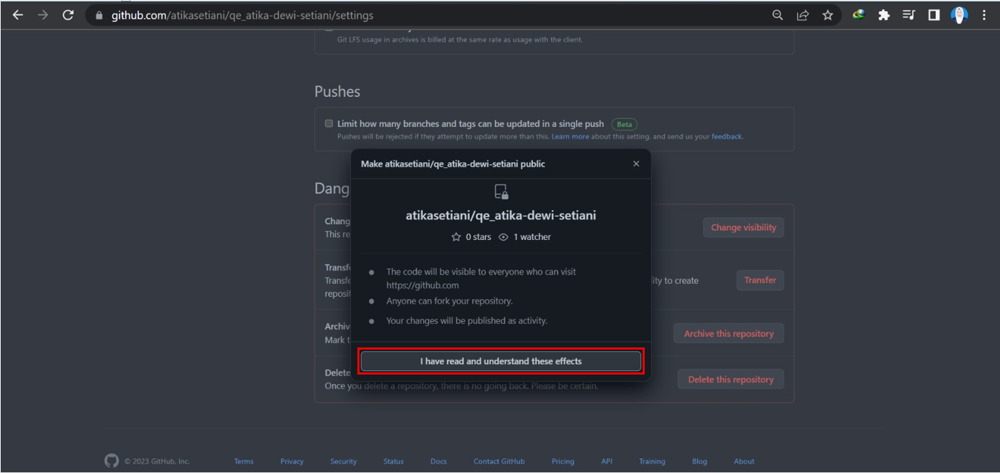 github.com/atikasetiani/qe_atika-dewi-setiani/settings
Git LFS usage in archives is billed at the same rate as usage with the client.
Pushes
Limit how many branches and tags can be updated in a single push Beta
Pushes will be rejected if they attempt to update more than this. Learn more about this setting, and send us your feedback.
Make atikasetiani/qe_atika-dewi-setiani public
Dang
atikasetiani/qe_atika-dewi-setiani
Chang
Change visibility
This re
0 stars 1 watcher
Transf
The code will be visible to everyone who can visit
https://github.com
Transfe
ity to create
Transfer
reposit
Anyone can fork your repository.
Your changes will be published as activity.
Archiv
Mark t
Archive this repository
I have read and understand these effects
Delete
Once you delete a repository, there is no going back. Please be certain.
Delete this repository
© 2023 GitHub, Inc. Terms Privacy Security Status Docs Contact GitHub Pricing API Training Blog About